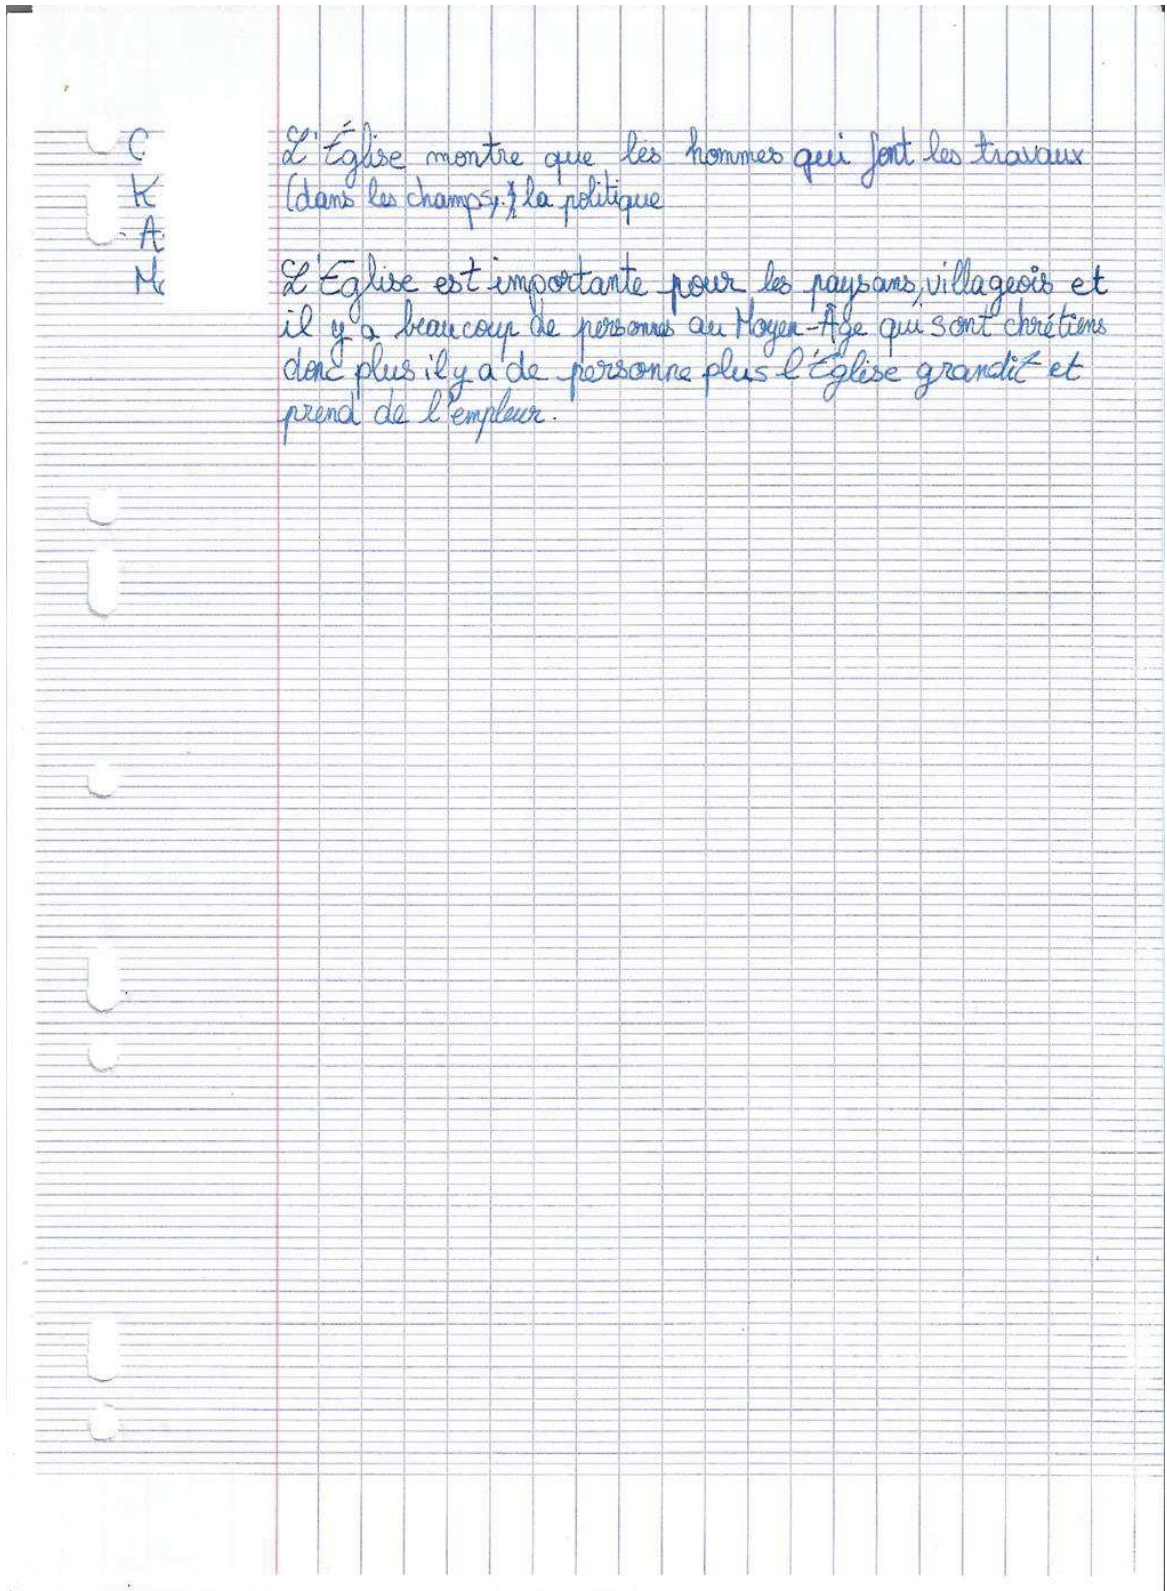 C
K
A
M
L'Église montre que les hommes qui font les travaux
(dans les champs, la politique
L'Église est importante pour les paysans, villageois et
il y a beaucoup de personnes au Moyen-Âge qui sont chrétiens
donc plus il y a de personne plus l'Église grandit et
prend de l'empleur.